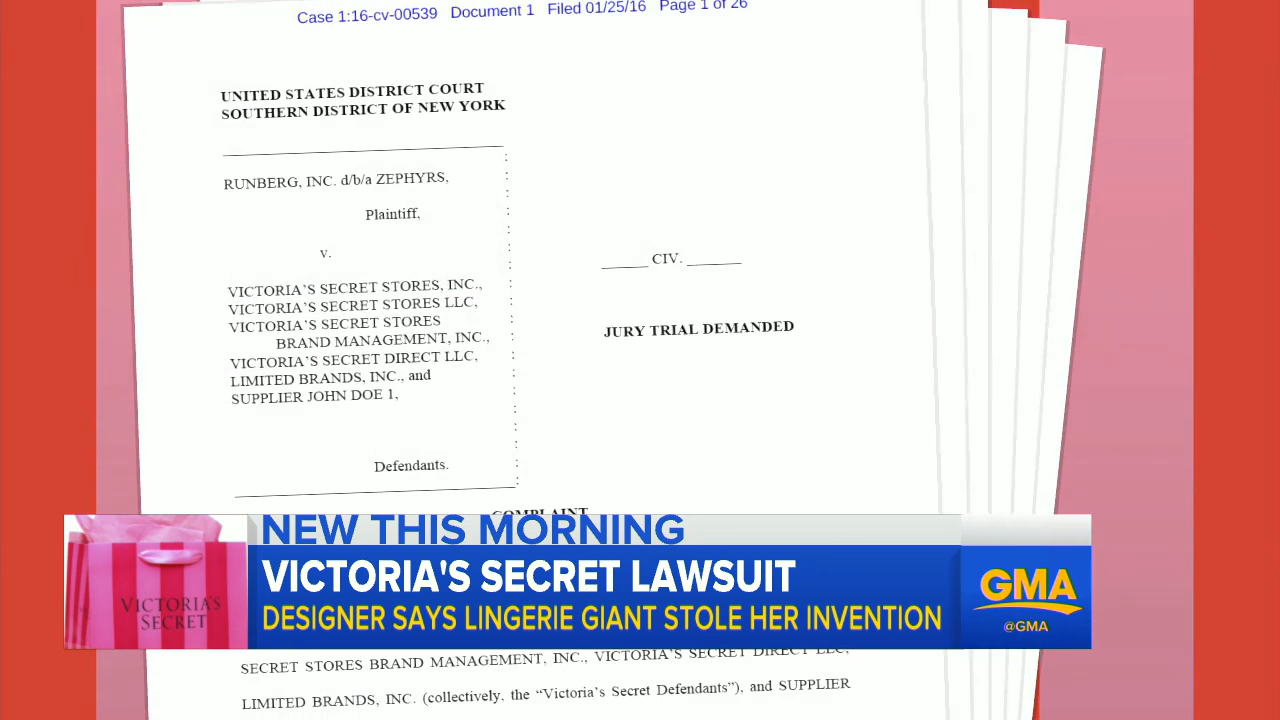 Case 1:16-cv-00539 Document 1 Filed 01/25/16 Page 1 of 26
UNITED STATES DISTRICT COURT
SOUTHERN DISTRICT OF NEW YORK
RUNBERG, INC. d/b/a ZEPHYRS,
Plaintiff,
v.
VICTORIA'S SECRET STORES, INC.,
VICTORIA'S SECRET STORES LLC,
VICTORIA'S SECRET STORES
BRAND MANAGEMENT, INC.,
VICTORIA'S SECRET DIRECT LLC,
LIMITED BRANDS, INC., and
SUPPLIER JOHN DOE 1,
Defendants.
_____ CIV. _____
JURY TRIAL DEMANDED
COMPLAINT
NEW THIS MORNING
VICTORIA'S SECRET LAWSUIT
DESIGNER SAYS LINGERIE GIANT STOLE HER INVENTION
VICTORIA'S
SECRET
GMA
@GMA
SECRET STORES BRAND MANAGEMENT, INC., VICTORIA'S SECRET DIRECT LLC,
LIMITED BRANDS, INC. (collectively, the “Victoria's Secret Defendants”), and SUPPLIER